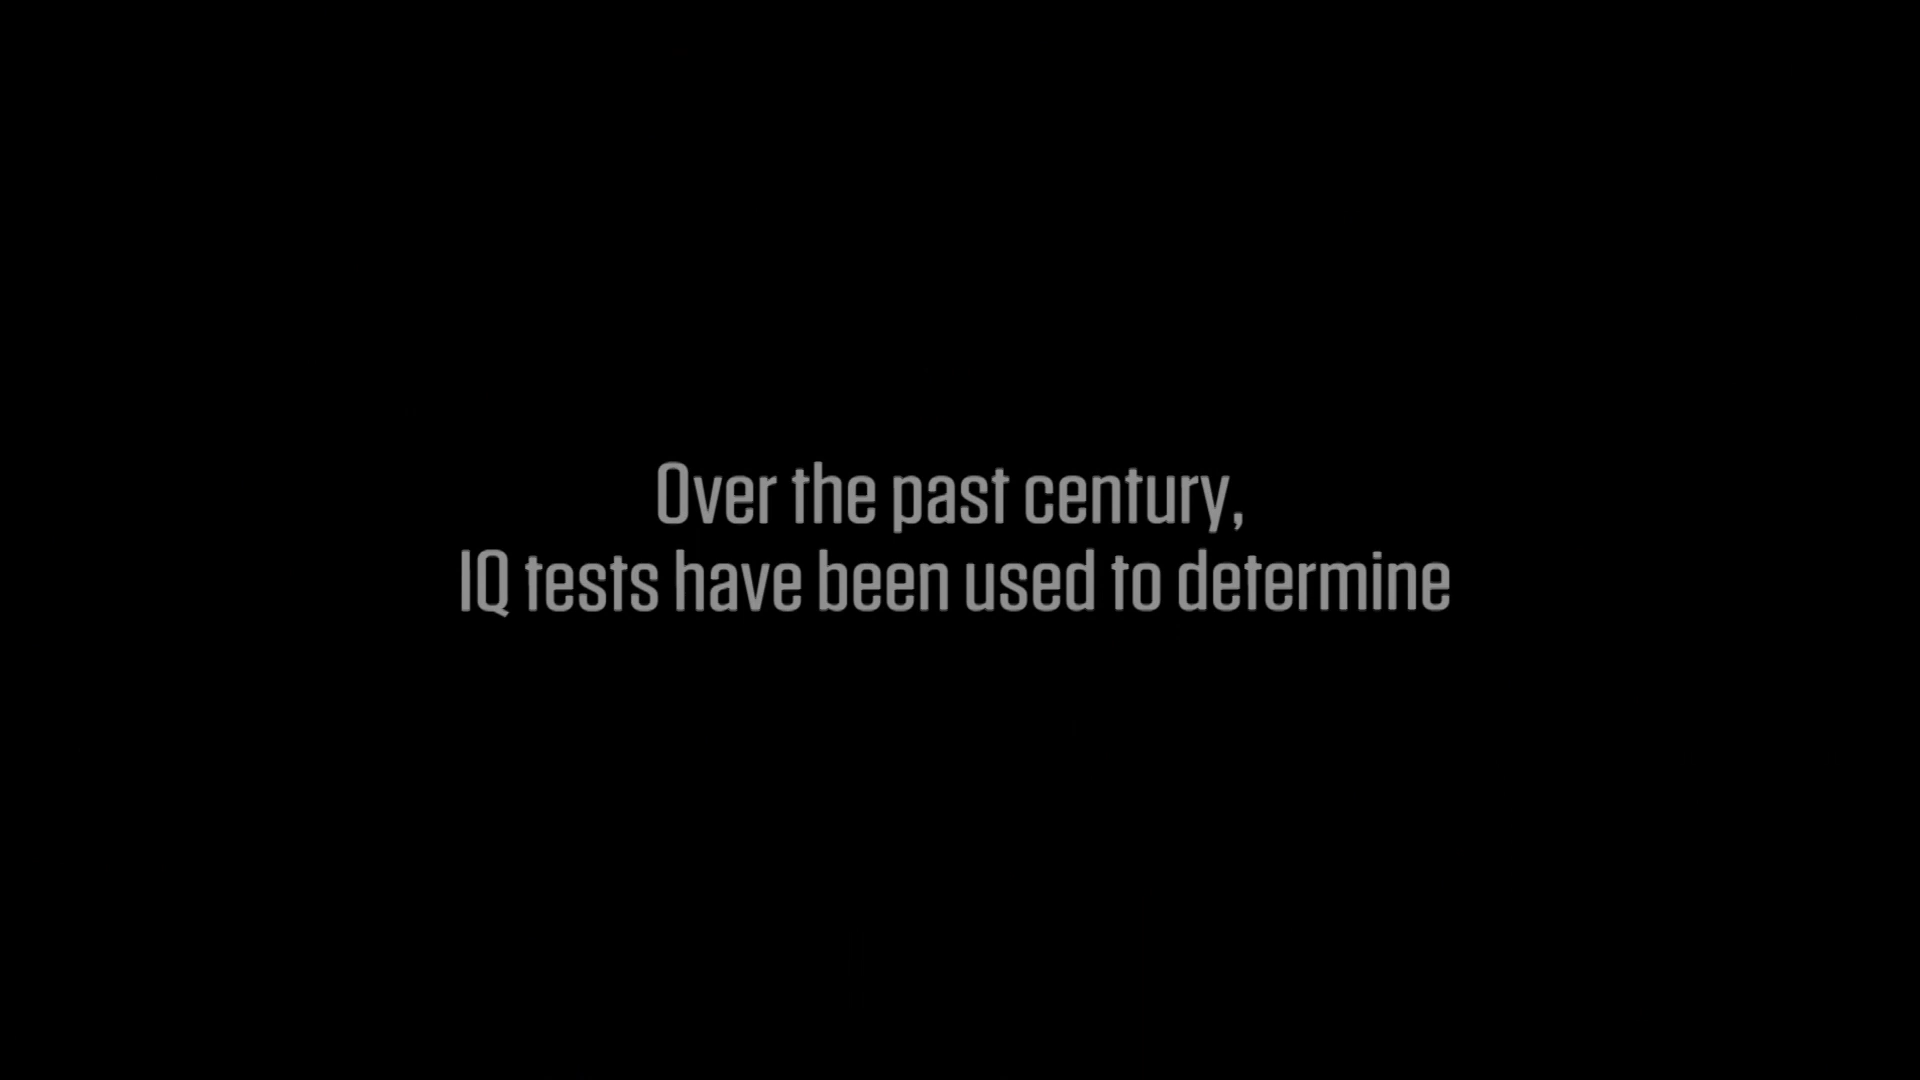 Over the past century,
IQ tests have been used to determine